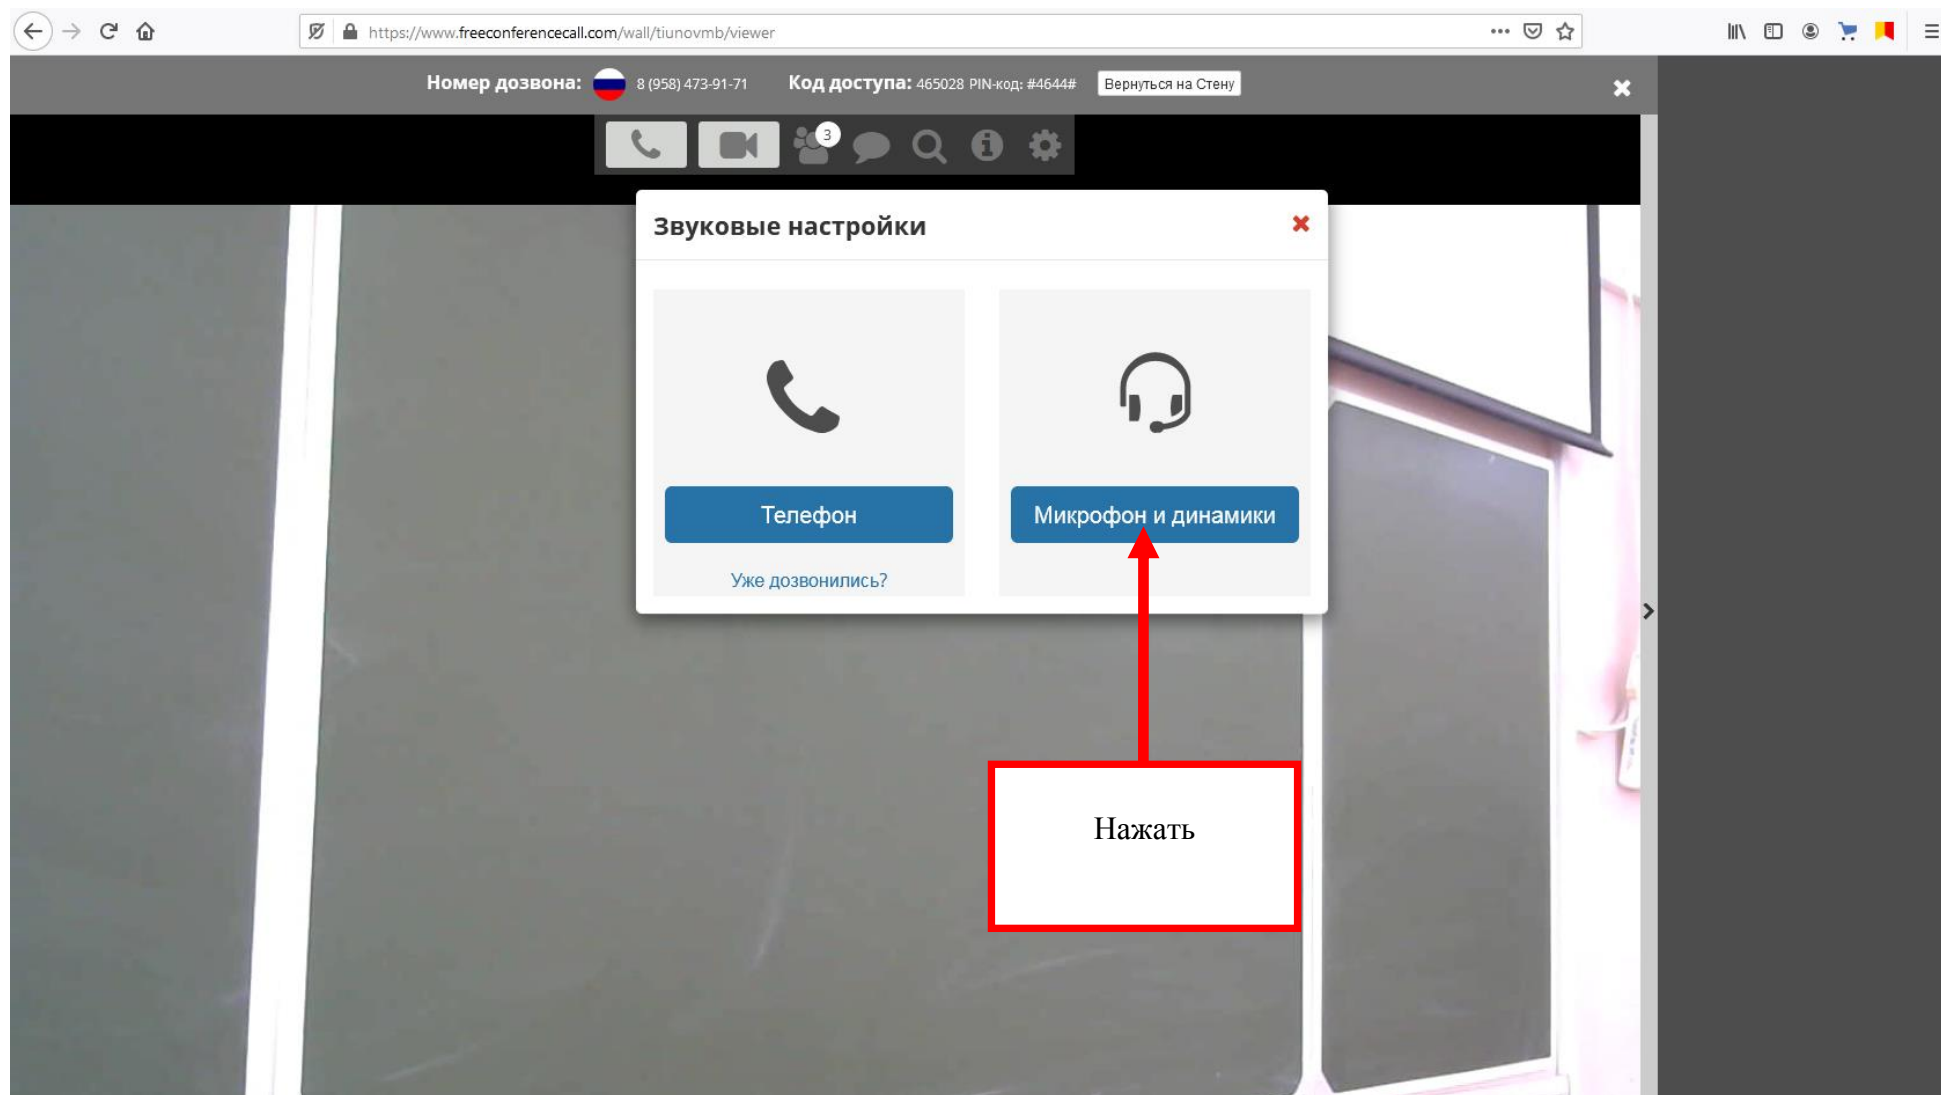 https://www.freeconferencecall.com/wall/tiunovmb/viewer
Номер дозвона: 8 (958) 473-91-71 Код доступа: 465028 PIN-код: #4644# Вернуться на Стену
3
Звуковые настройки
Телефон
Микрофон и динамики
Уже дозвонились?
Нажать